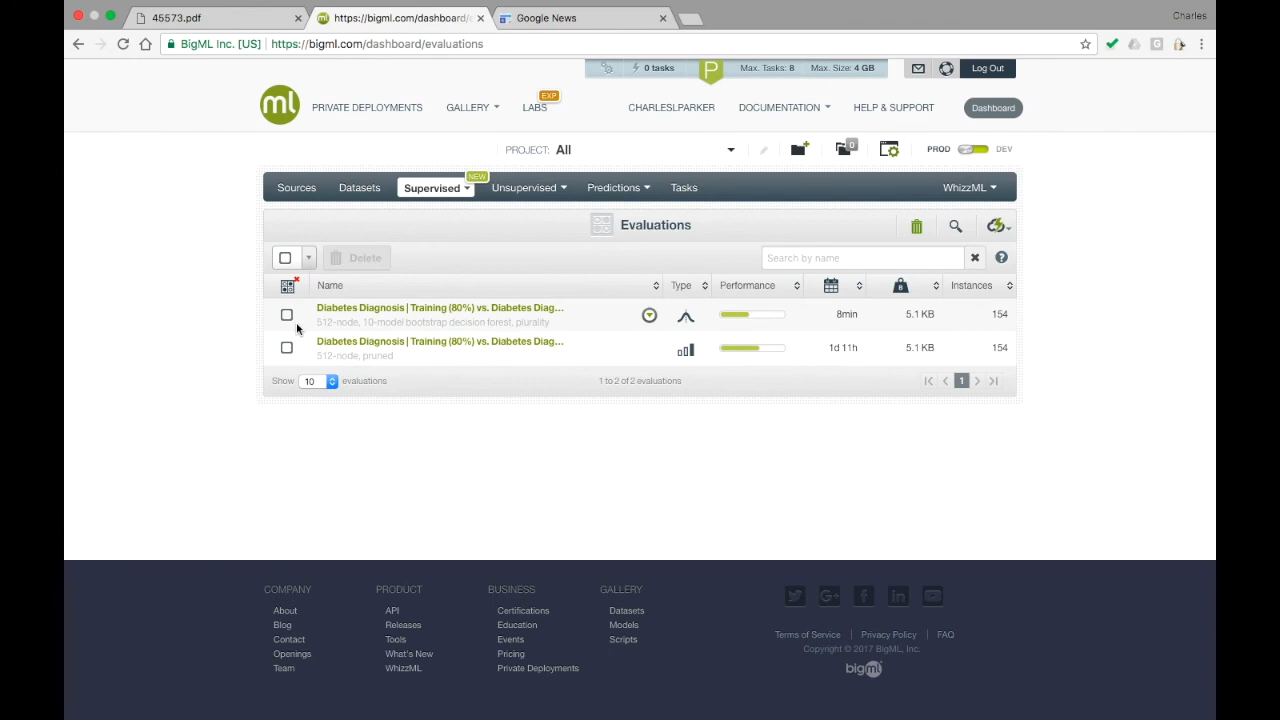 45573.pdf
https://bigml.com/dashboard/e
Google News
Charles
BigML Inc. [US]
https://bigml.com/dashboard/evaluations
0 tasks
P
Max. Tasks: 8
Max. Size: 4 GB
Log Out
ml
PRIVATE DEPLOYMENTS
GALLERY
LABS
EXP
CHARLESLPARKER
DOCUMENTATION
HELP & SUPPORT
Dashboard
PROJECT: All
0
PROD
DEV
Sources
Datasets
Supervised
NEW
Unsupervised
Predictions
Tasks
WhizzML
Evaluations
Delete
Search by name
Name
Type
Performance
Instances
Diabetes Diagnosis | Training (80%) vs. Diabetes Diag...
512-node, 10-model bootstrap decision forest, plurality
8min
5.1 KB
154
Diabetes Diagnosis | Training (80%) vs. Diabetes Diag...
512-node, pruned
1d 11h
5.1 KB
154
Show 10 evaluations
1 to 2 of 2 evaluations
1
COMPANY
About
Blog
Contact
Openings
Team
PRODUCT
API
Releases
Tools
What's New
WhizzML
BUSINESS
Certifications
Education
Events
Pricing
Private Deployments
GALLERY
Datasets
Models
Scripts
Terms of Service | Privacy Policy | FAQ
Copyright © 2017 BigML, Inc.
bigml